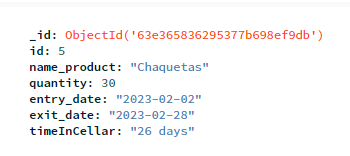 _id: ObjectId('63e365836295377b698ef9db')
id: 5
name_product: "Chaquetas"
quantity: 30
entry_date: "2023-02-02"
exit_date: "2023-02-28"
timeInCellar: "26 days"